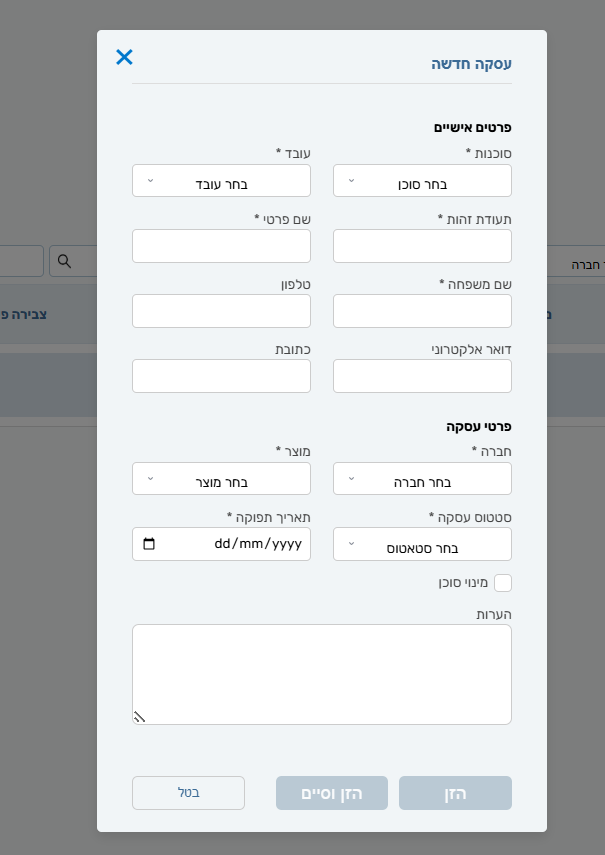 עסקה חדשה
פרטים אישיים
סוכנות * עובד *
בחר סוכן בחר עובד
תעודת זהות * שם פרטי *
חברה
צבירה
שם משפחה * טלפון
דואר אלקטרוני כתובת
פרטי עסקה
חברה * מוצר *
בחר חברה בחר מוצר
סטטוס עסקה * תאריך תפוקה *
בחר סטאטוס dd/mm/yyyy
מינוי סוכן
הערות
הזן הזן וסיים בטל